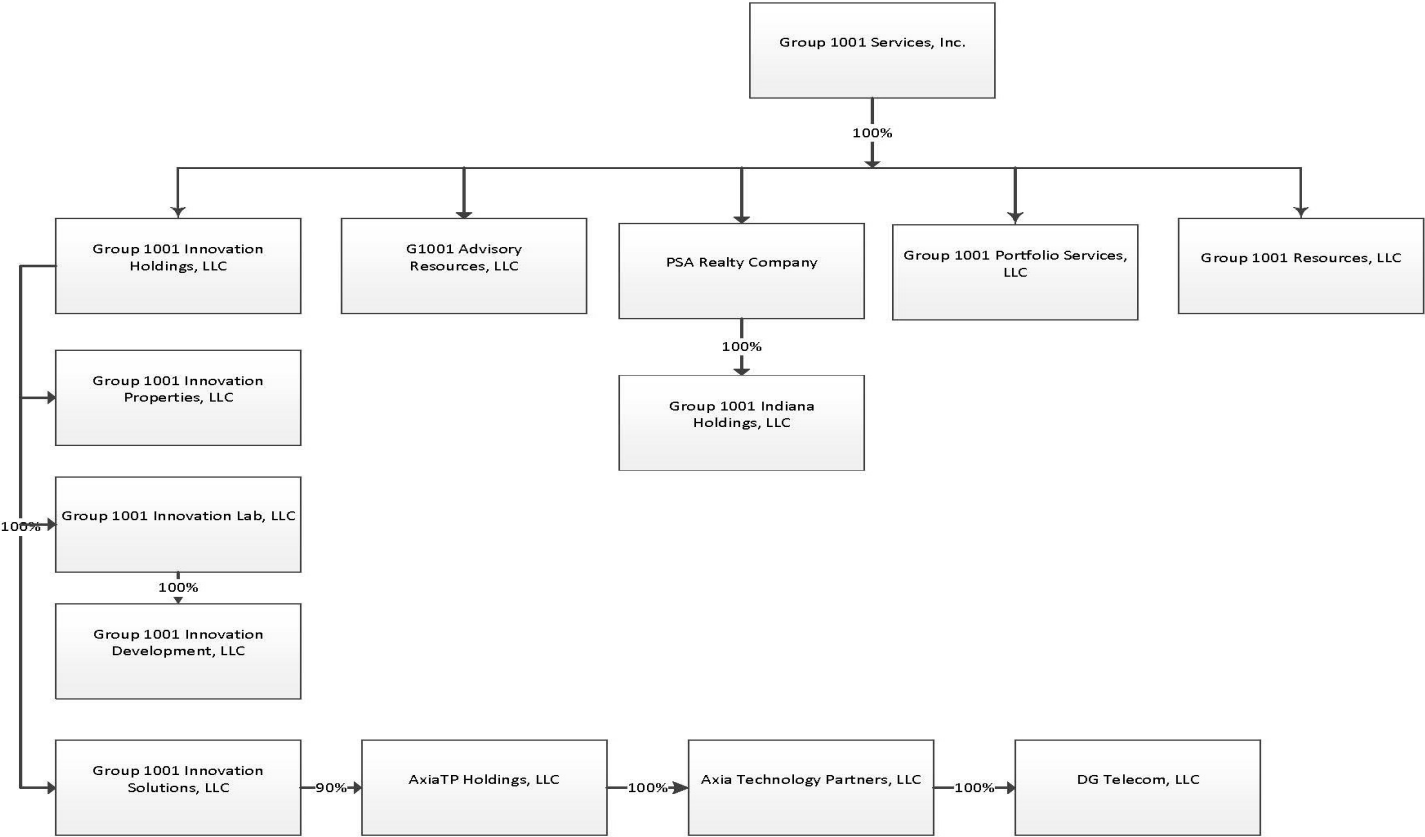 Group 1001 Services, Inc.
100%
Group 1001 Innovation
Holdings, LLC
G1001 Advisory
Resources, LLC
PSA Realty Company
Group 1001 Portfolio Services,
LLC
Group 1001 Resources, LLC
100%
Group 1001 Innovation
Properties, LLC
Group 1001 Indiana
Holdings, LLC
100%
Group 1001 Innovation Lab, LLC
100%
Group 1001 Innovation
Development, LLC
Group 1001 Innovation
Solutions, LLC
90%
AxiaTP Holdings, LLC
100%
Axia Technology Partners, LLC
100%
DG Telecom, LLC